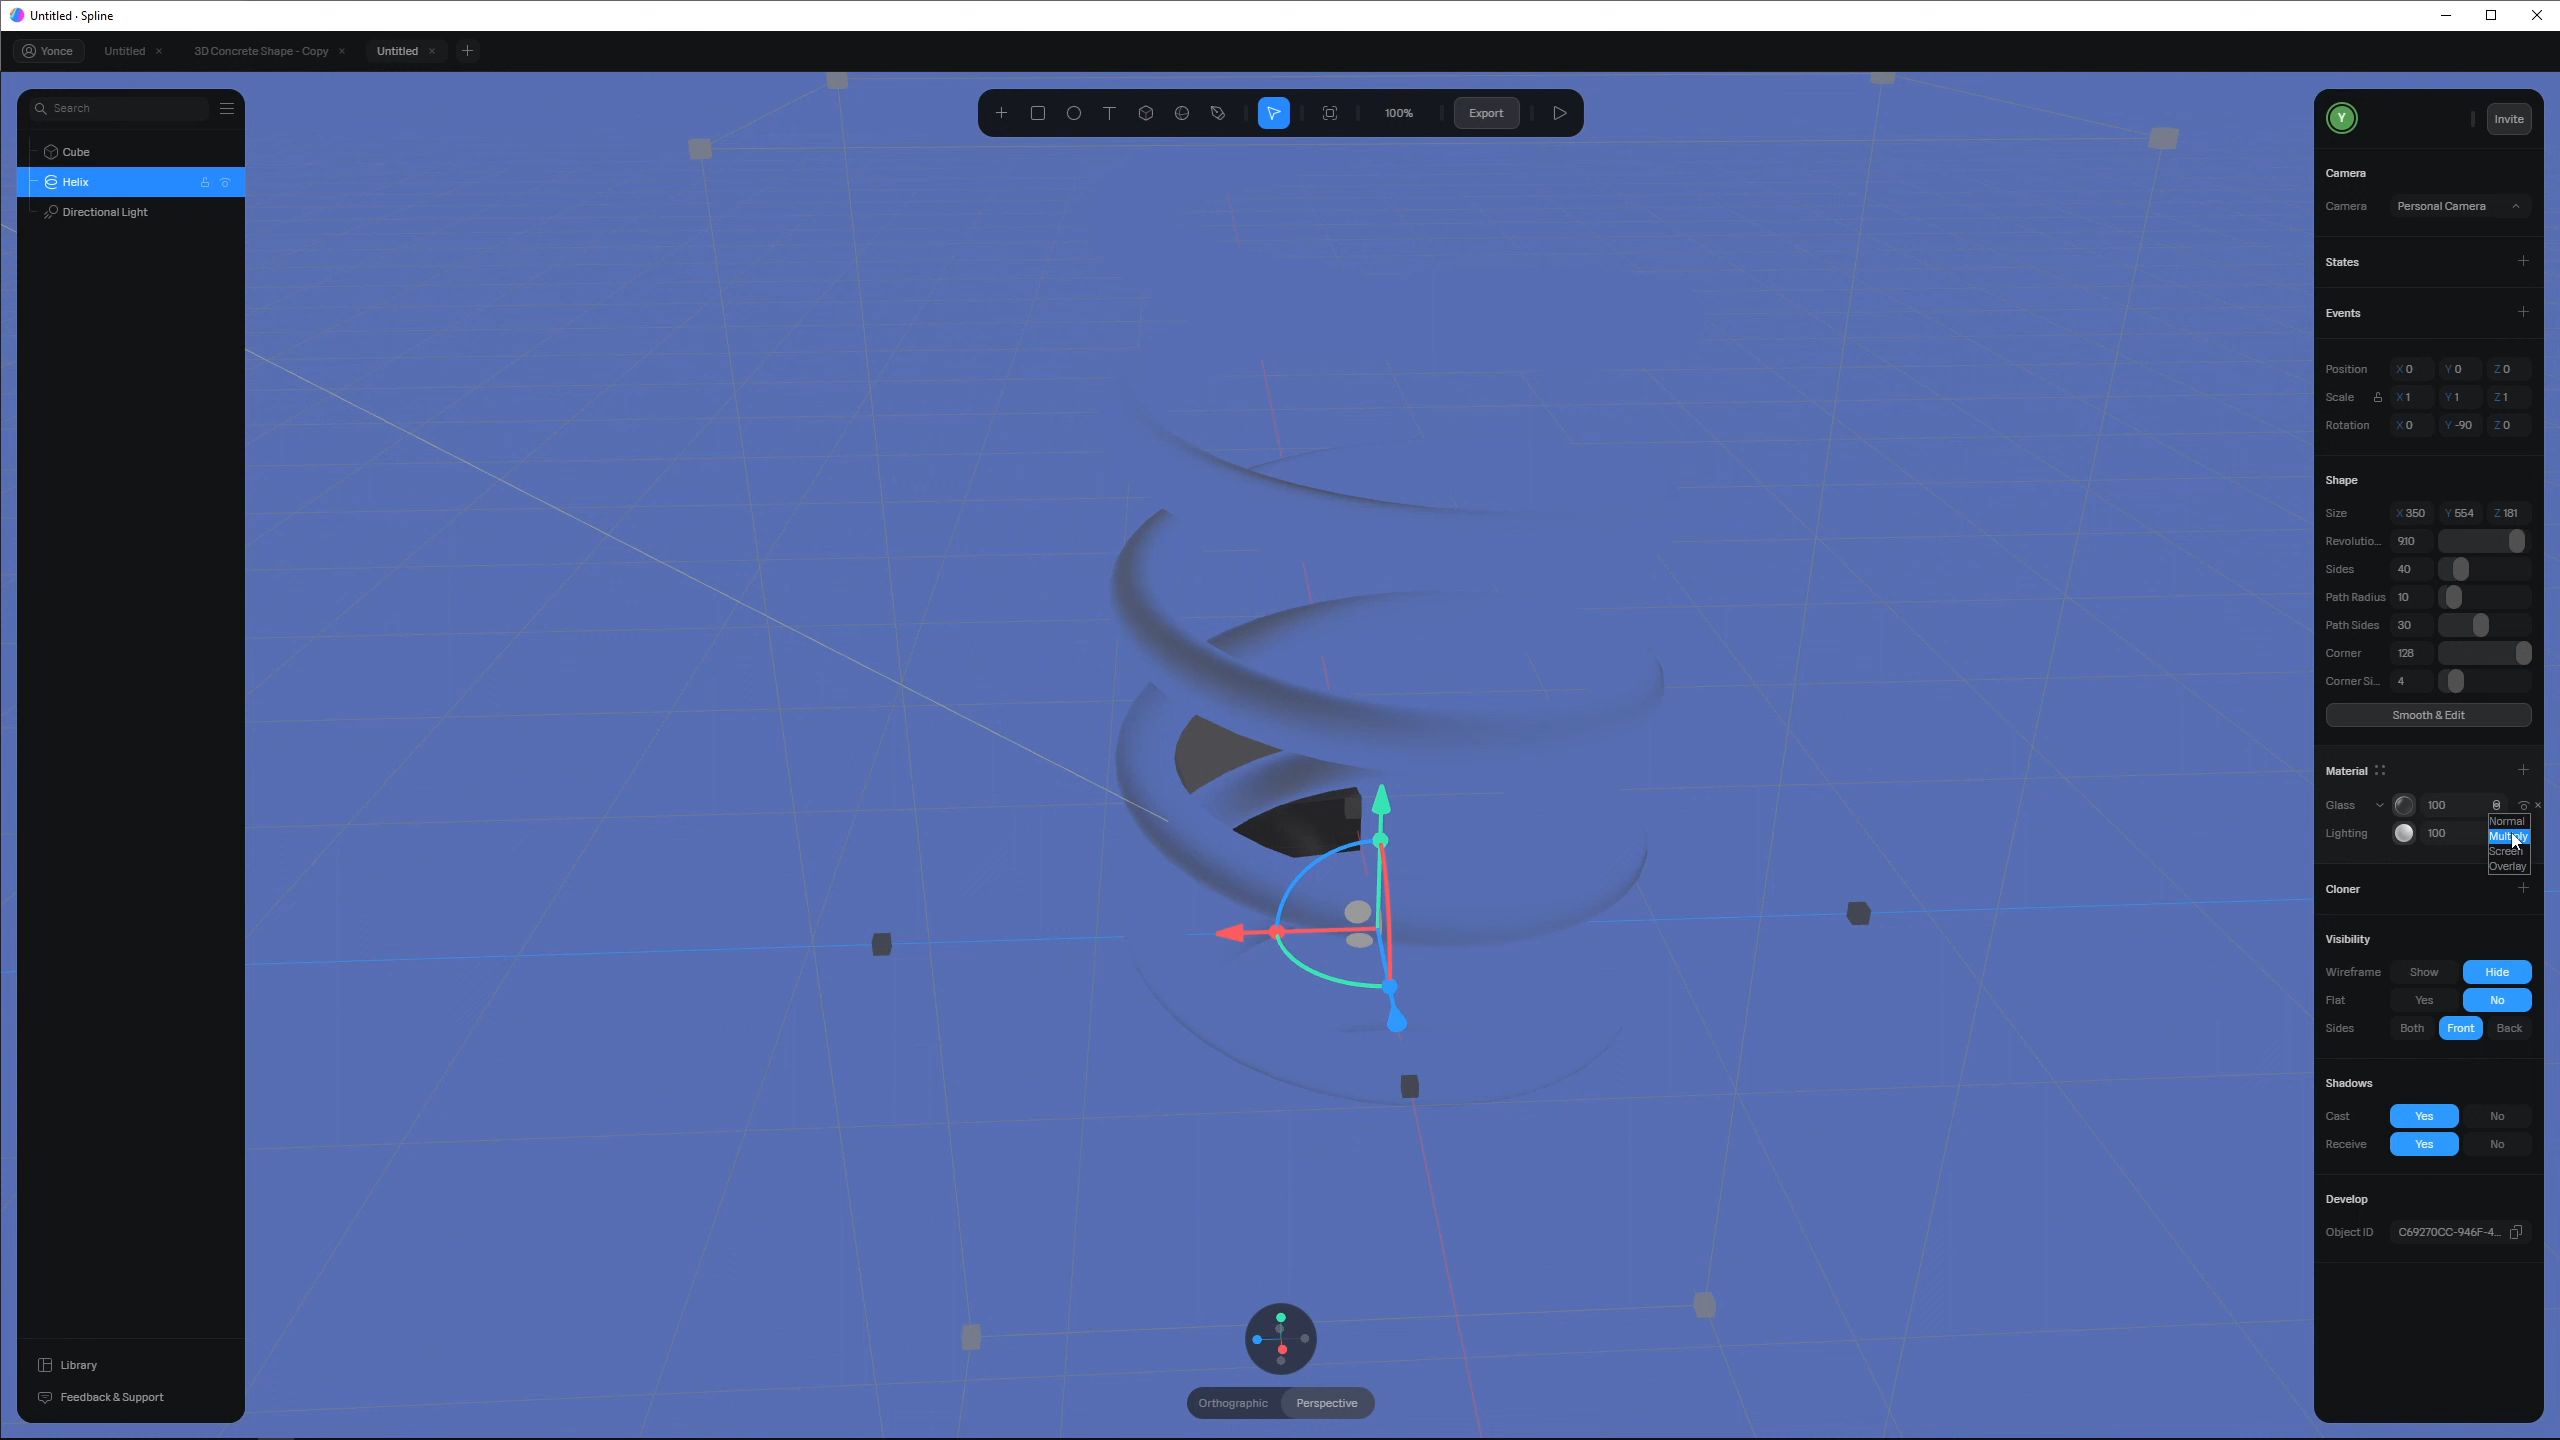 Untitled · Spline
Yonce
Untitled ×
3D Concrete Shape - Copy ×
Untitled ×
Search
Cube
Helix
Directional Light
Library
Feedback & Support
100%
Export
Orthographic
Perspective
Y
Invite
Camera
Camera Personal Camera
States
Events
Position X 0 Y 0 Z 0
Scale X 1 Y 1 Z 1
Rotation X 0 Y -90 Z 0
Shape
Size X 350 Y 554 Z 181
Revolutio... 9.10
Sides 40
Path Radius 10
Path Sides 30
Corner 128
Corner Si... 4
Smooth & Edit
Material
Glass 100
Lighting 100
Normal
Multiply
Screen
Overlay
Cloner
Visibility
Wireframe Show Hide
Flat Yes No
Sides Both Front Back
Shadows
Cast Yes No
Receive Yes No
Develop
Object ID C69270CC-946F-4...